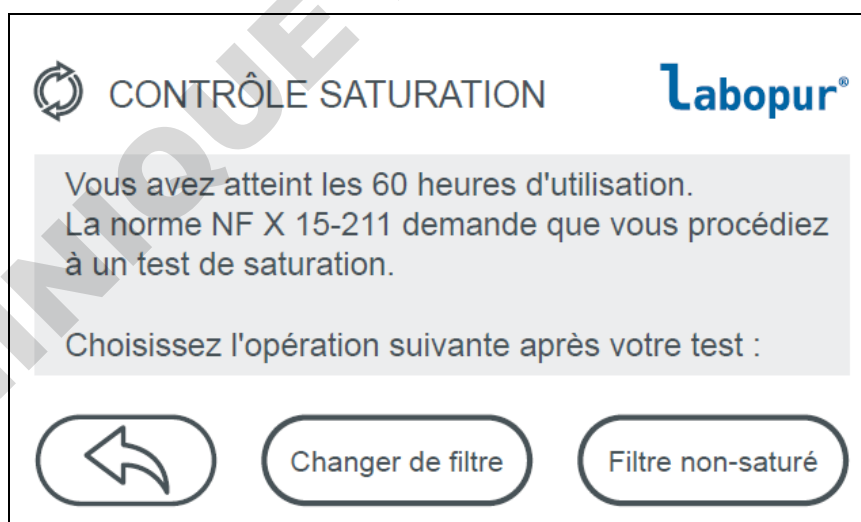 CONTRÔLE SATURATION
Labopur®
Vous avez atteint les 60 heures d'utilisation.
La norme NF X 15-211 demande que vous procédiez
à un test de saturation.
Choisissez l'opération suivante après votre test :
Changer de filtre
Filtre non-saturé